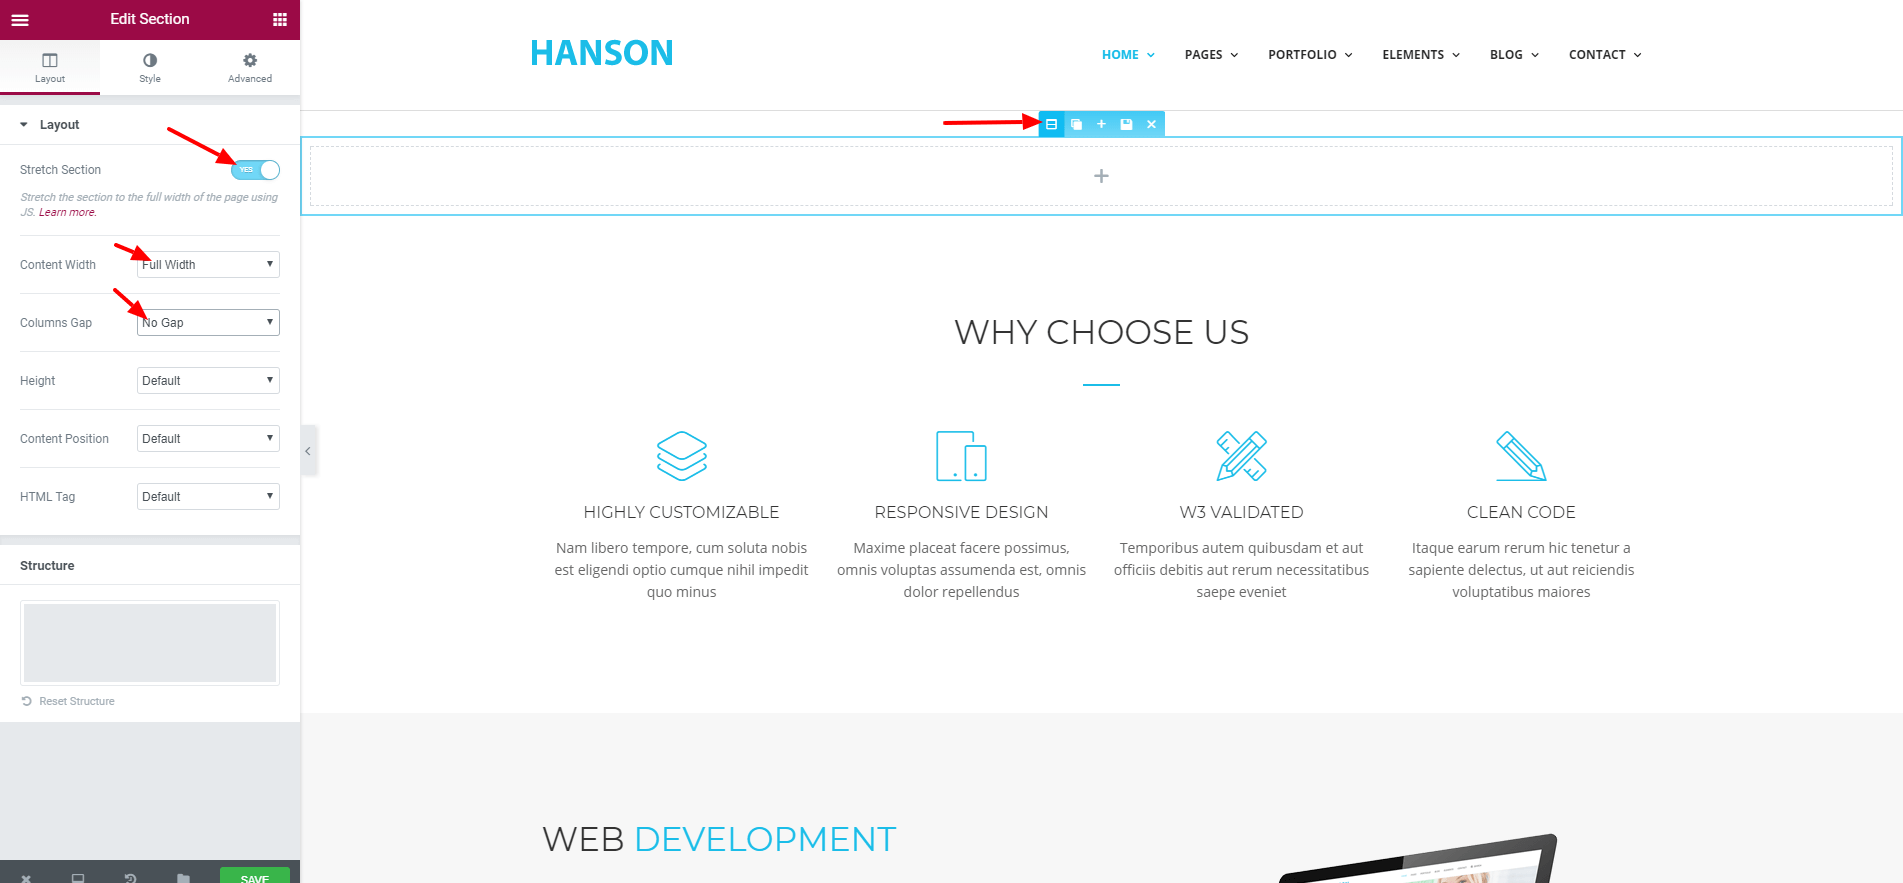 Edit Section
Layout
Style
Advanced
Layout
Stretch Section
YES
Stretch the section to the full width of the page using
JS. Learn more.
Content Width
Full Width
Columns Gap
No Gap
Height
Default
Content Position
Default
HTML Tag
Default
Structure
Reset Structure
SAVE
HANSON
HOME
PAGES
PORTFOLIO
ELEMENTS
BLOG
CONTACT
WHY CHOOSE US
HIGHLY CUSTOMIZABLE
Nam libero tempore, cum soluta nobis
est eligendi optio cumque nihil impedit
quo minus
RESPONSIVE DESIGN
Maxime placeat facere possimus,
omnis voluptas assumenda est, omnis
dolor repellendus
W3 VALIDATED
Temporibus autem quibusdam et aut
officiis debitis aut rerum necessitatibus
saepe eveniet
CLEAN CODE
Itaque earum rerum hic tenetur a
sapiente delectus, ut aut reiciendis
voluptatibus maiores
WEB DEVELOPMENT